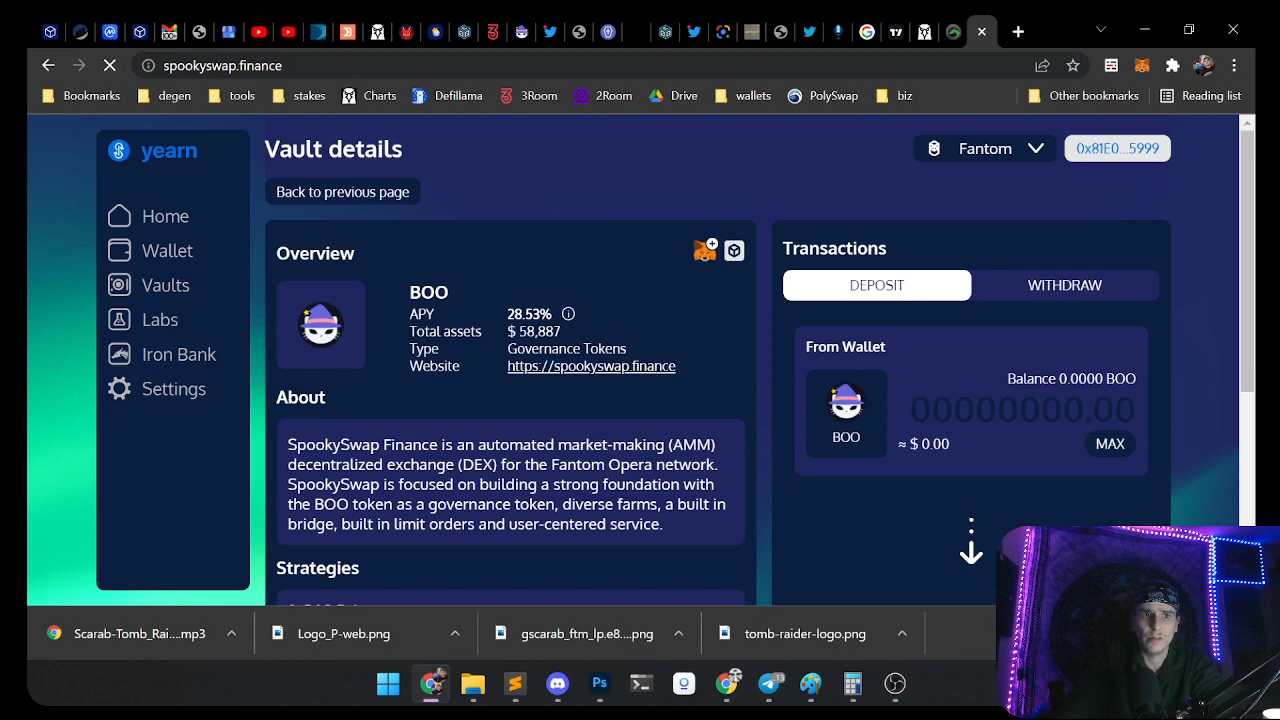 spookyswap.finance
Bookmarks degen tools stakes Charts Defillama 3Room 2Room Drive wallets PolySwap biz Other bookmarks Reading list
yearn
Home
Wallet
Vaults
Labs
Iron Bank
Settings
Vault details
Fantom
0x81E0...5999
Back to previous page
Overview
BOO
APY 28.53%
Total assets $ 58,887
Type Governance Tokens
Website https://spookyswap.finance
About
SpookySwap Finance is an automated market-making (AMM)
decentralized exchange (DEX) for the Fantom Opera network.
SpookySwap is focused on building a strong foundation with
the BOO token as a governance token, diverse farms, a built in
bridge, built in limit orders and user-centered service.
Strategies
Transactions
DEPOSIT WITHDRAW
From Wallet
Balance 0.0000 BOO
00000000.00
BOO
≈ $ 0.00
MAX
Scarab-Tomb_Rai....mp3 Logo_P-web.png gscarab_ftm_lp.e8....png tomb-raider-logo.png
Ps
13